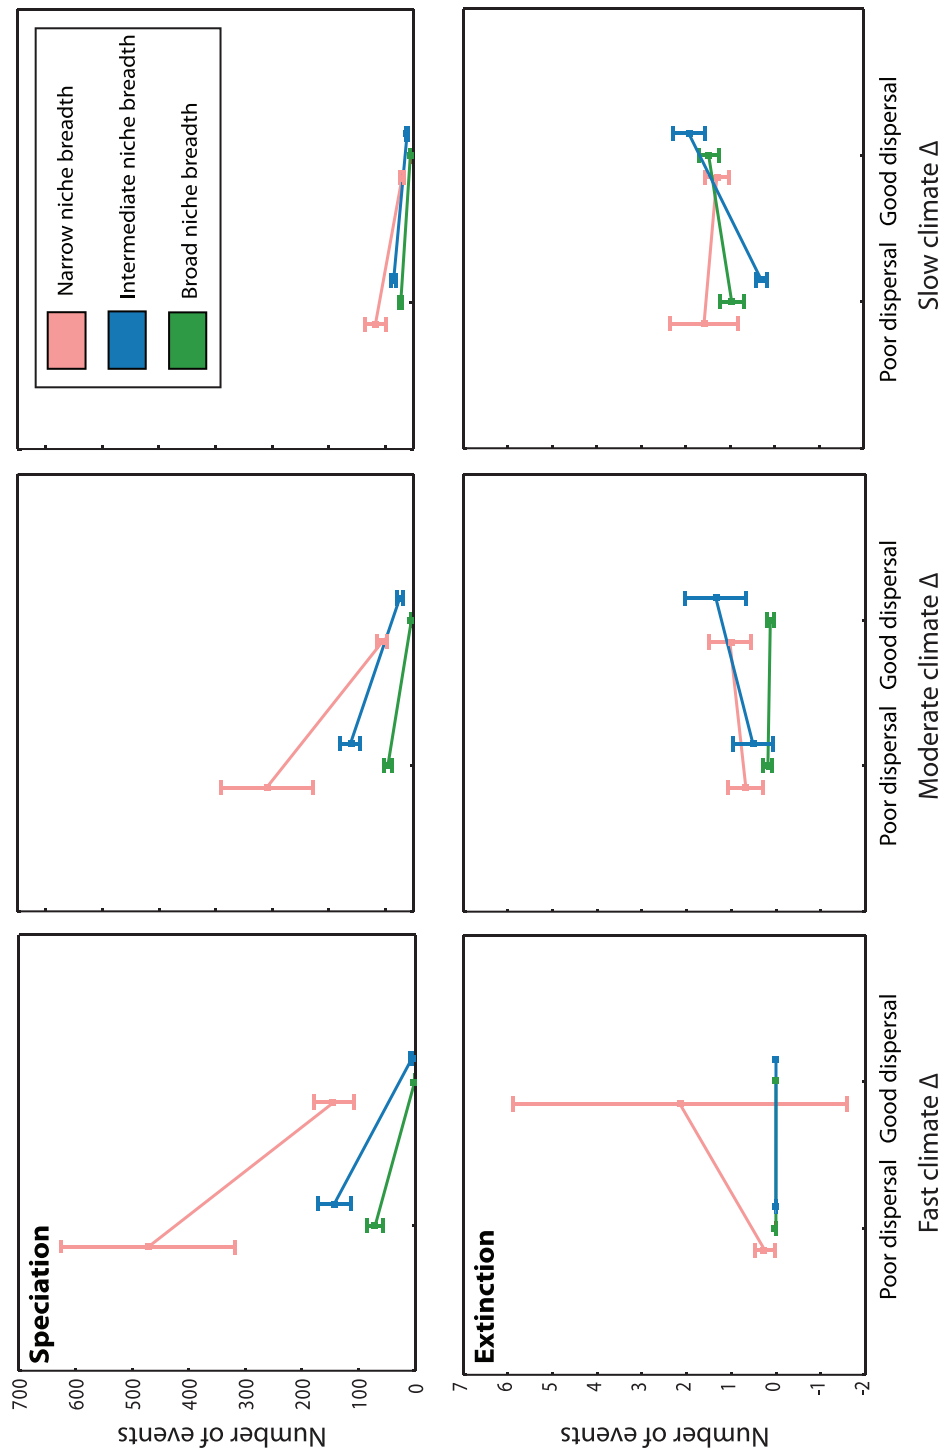 Speciation
Number of events
700
600
500
400
300
200
100
0
Narrow niche breadth
Intermediate niche breadth
Broad niche breadth
Extinction
Number of events
7
6
5
4
3
2
1
0
-1
-2
Poor dispersal Good dispersal
Poor dispersal Good dispersal
Poor dispersal Good dispersal
Fast climate Δ
Moderate climate Δ
Slow climate Δ